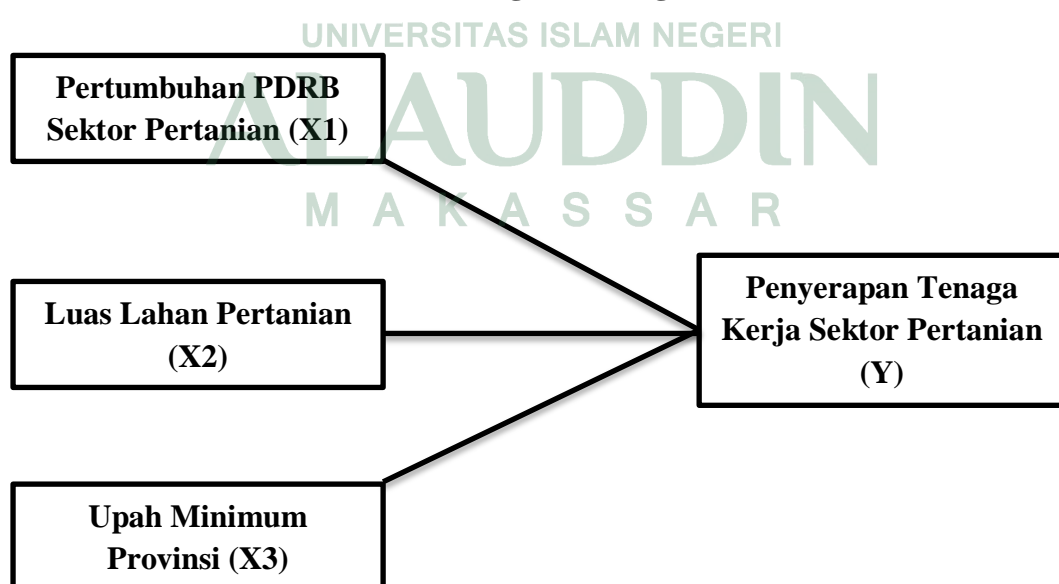 UNIVERSITAS ISLAM NEGERI
ALAUDDIN
MAKASSAR
Pertumbuhan PDRB
Sektor Pertanian (X1)
Luas Lahan Pertanian
(X2)
Upah Minimum
Provinsi (X3)
Penyerapan Tenaga
Kerja Sektor Pertanian
(Y)